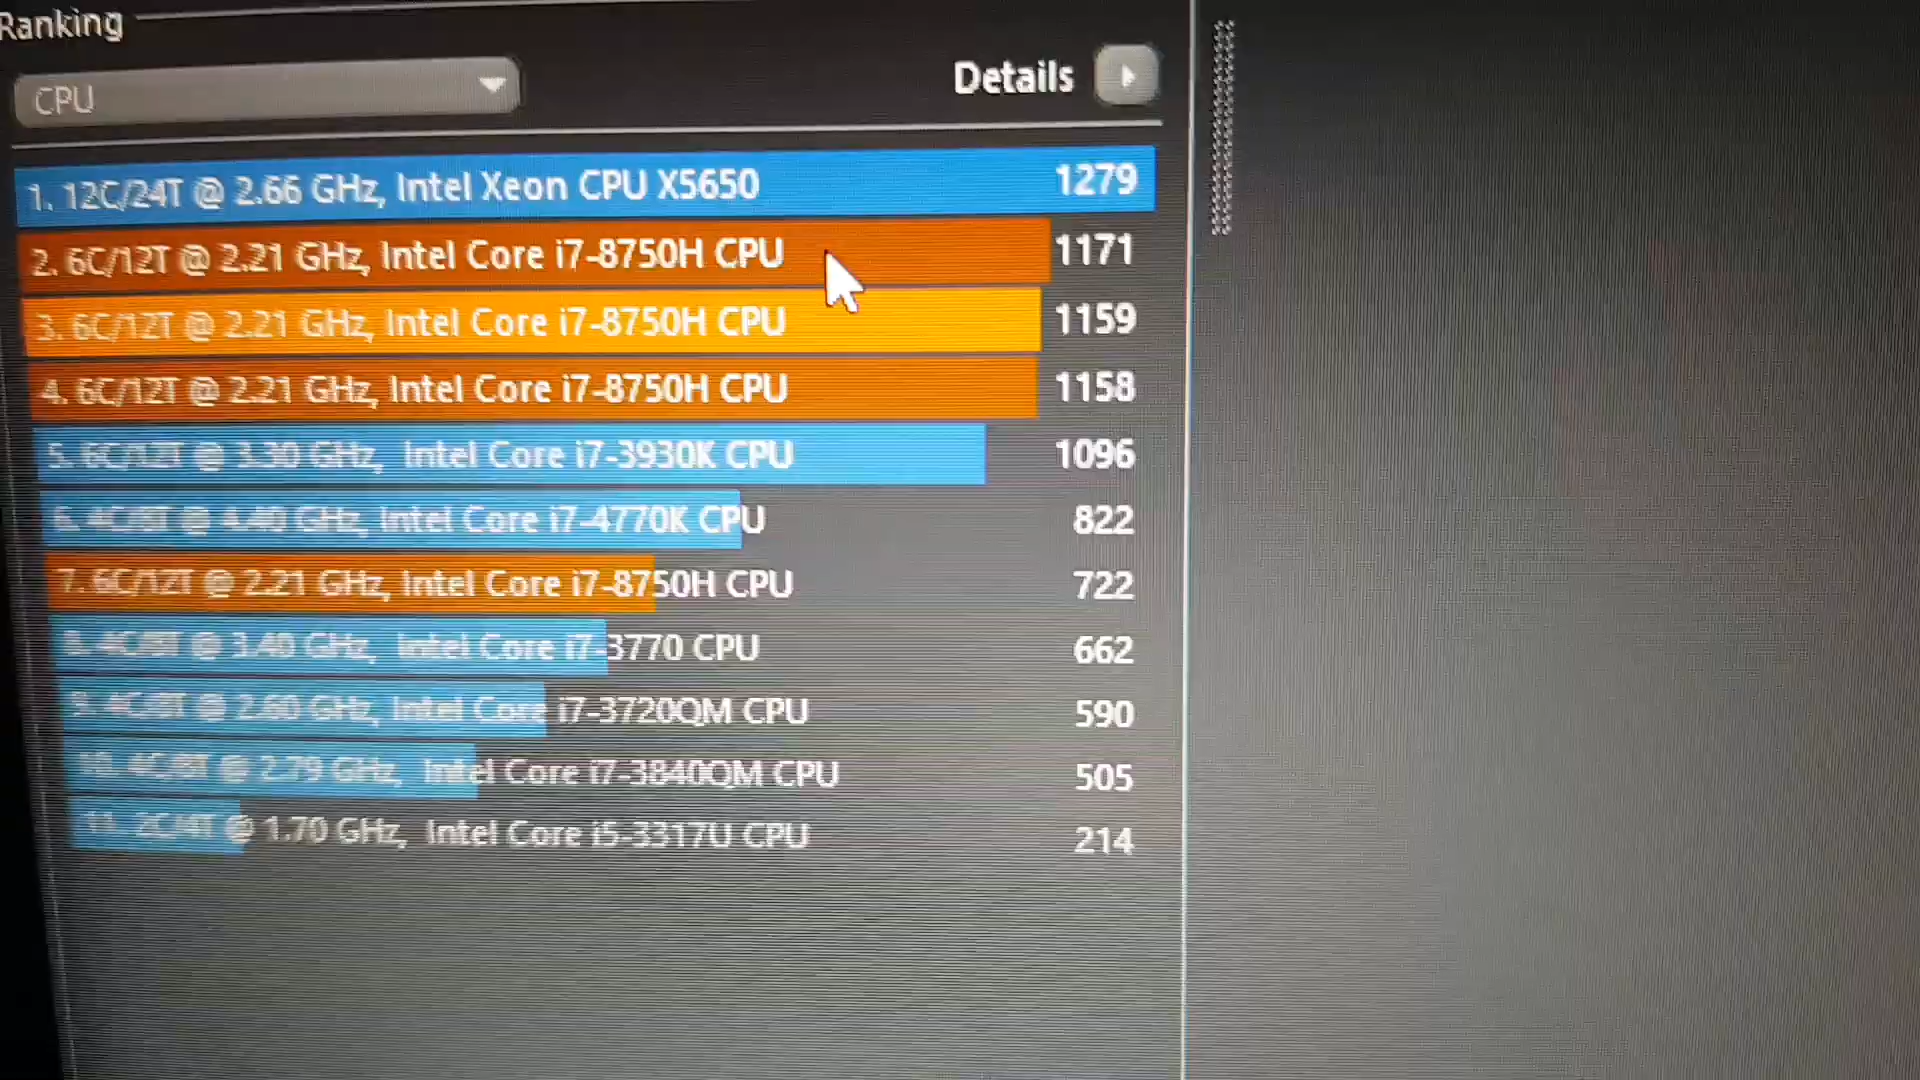 Ranking
CPU
Details
1. 12C/24T @ 2.66 GHz, Intel Xeon CPU X5650 1279
2. 6C/12T @ 2.21 GHz, Intel Core i7-8750H CPU 1171
3. 6C/12T @ 2.21 GHz, Intel Core i7-8750H CPU 1159
4. 6C/12T @ 2.21 GHz, Intel Core i7-8750H CPU 1158
5. 6C/12T @ 3.30 GHz, Intel Core i7-3930K CPU 1096
6. 4C/8T @ 4.40 GHz, Intel Core i7-4770K CPU 822
7. 6C/12T @ 2.21 GHz, Intel Core i7-8750H CPU 722
8. 4C/8T @ 3.40 GHz, Intel Core i7-3770 CPU 662
9. 4C/8T @ 2.60 GHz, Intel Core i7-3720QM CPU 590
10. 4C/8T @ 2.79 GHz, Intel Core i7-3840QM CPU 505
11. 2C/4T @ 1.70 GHz, Intel Core i5-3317U CPU 214